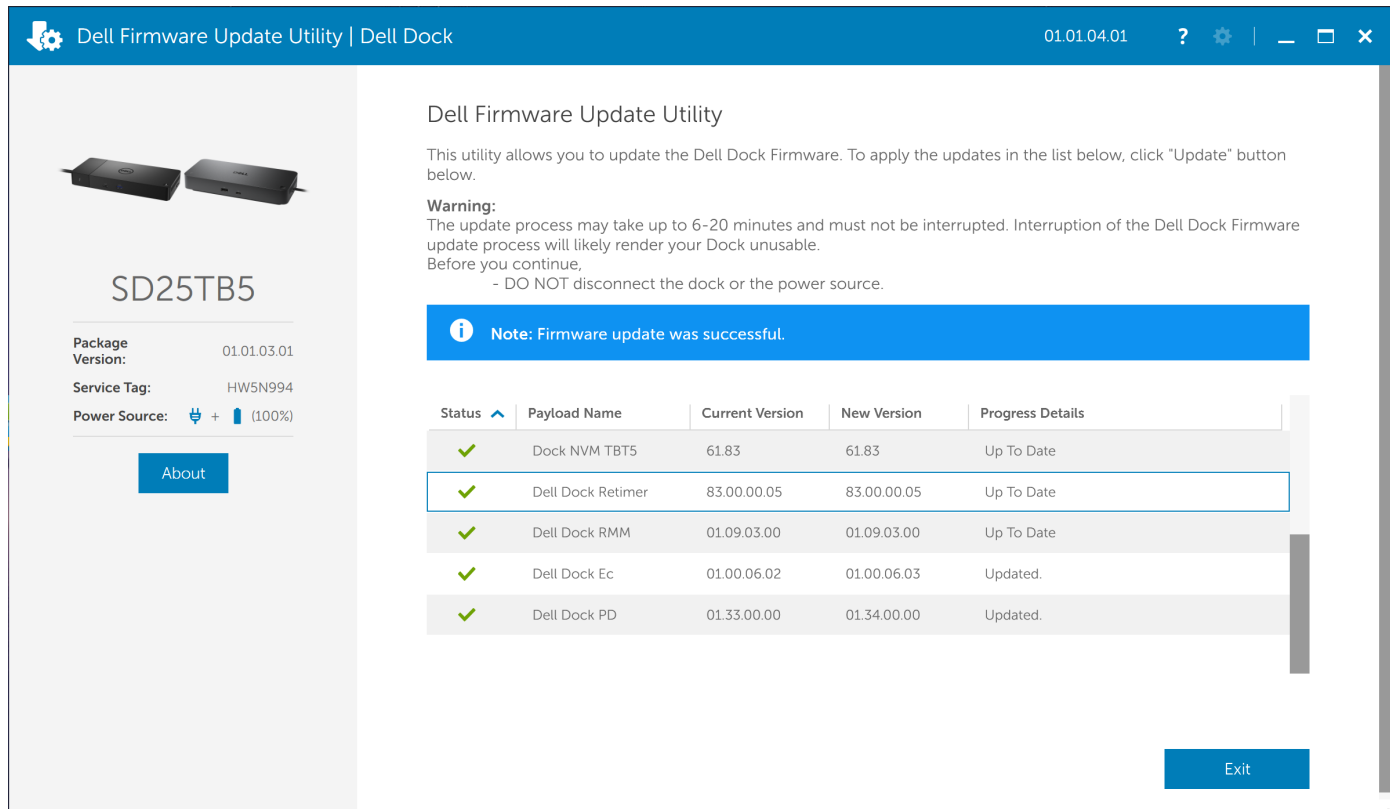 Dell Firmware Update Utility | Dell Dock
01.01.04.01
?
SD25TB5
Package Version: 01.01.03.01
Service Tag: HW5N994
Power Source: + (100%)
About
Dell Firmware Update Utility
This utility allows you to update the Dell Dock Firmware. To apply the updates in the list below, click "Update" button
below.
Warning:
The update process may take up to 6-20 minutes and must not be interrupted. Interruption of the Dell Dock Firmware
update process will likely render your Dock unusable.
Before you continue,
- DO NOT disconnect the dock or the power source.
Note: Firmware update was successful.
Status Payload Name Current Version New Version Progress Details
Dock NVM TBT5 61.83 61.83 Up To Date
Dell Dock Retimer 83.00.00.05 83.00.00.05 Up To Date
Dell Dock RMM 01.09.03.00 01.09.03.00 Up To Date
Dell Dock Ec 01.00.06.02 01.00.06.03 Updated.
Dell Dock PD 01.33.00.00 01.34.00.00 Updated.
Exit